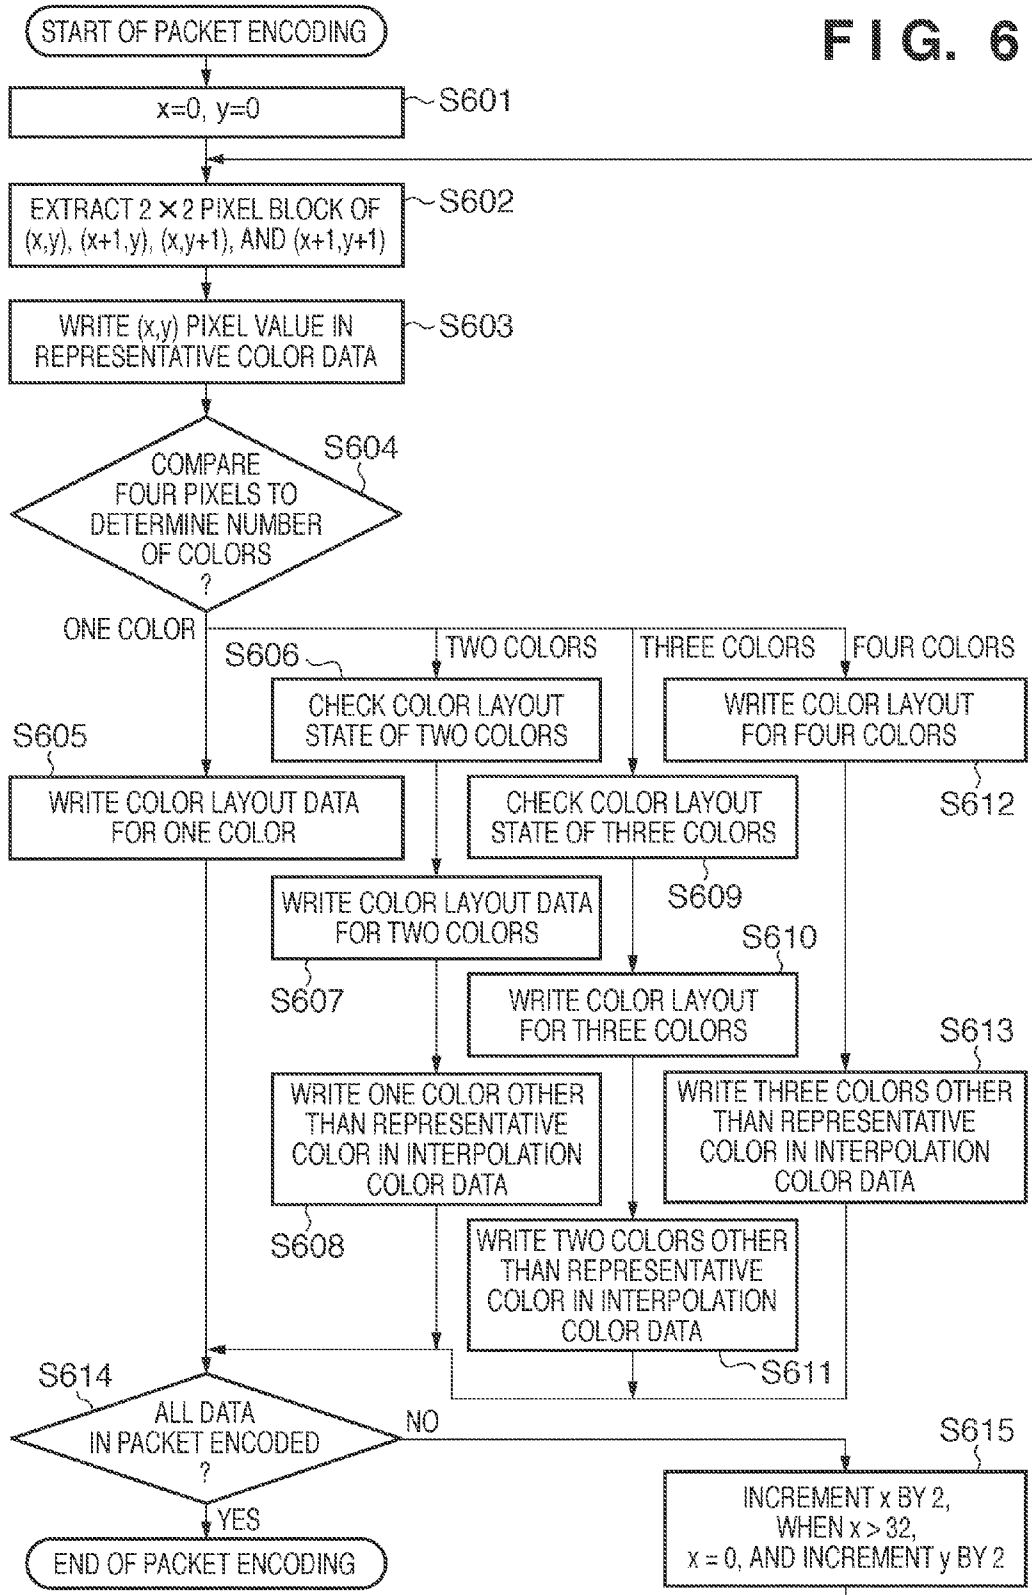 START OF PACKET ENCODING
FIG. 6
x=0, y=0
S601
EXTRACT 2 × 2 PIXEL BLOCK OF
(x,y), (x+1,y), (x,y+1), AND (x+1,y+1)
S602
WRITE (x,y) PIXEL VALUE IN
REPRESENTATIVE COLOR DATA
S603
S604
COMPARE
FOUR PIXELS TO
DETERMINE NUMBER
OF COLORS
?
ONE COLOR
TWO COLORS
THREE COLORS
FOUR COLORS
S606
CHECK COLOR LAYOUT
STATE OF TWO COLORS
WRITE COLOR LAYOUT
FOR FOUR COLORS
S612
S605
WRITE COLOR LAYOUT DATA
FOR ONE COLOR
CHECK COLOR LAYOUT
STATE OF THREE COLORS
S609
WRITE COLOR LAYOUT DATA
FOR TWO COLORS
S607
S610
WRITE COLOR LAYOUT
FOR THREE COLORS
S613
WRITE ONE COLOR OTHER
THAN REPRESENTATIVE
COLOR IN INTERPOLATION
COLOR DATA
S608
WRITE THREE COLORS OTHER
THAN REPRESENTATIVE
COLOR IN INTERPOLATION
COLOR DATA
WRITE TWO COLORS OTHER
THAN REPRESENTATIVE
COLOR IN INTERPOLATION
COLOR DATA
S611
S614
ALL DATA
IN PACKET ENCODED
?
NO
YES
S615
INCREMENT x BY 2,
WHEN x > 32,
x = 0, AND INCREMENT y BY 2
END OF PACKET ENCODING